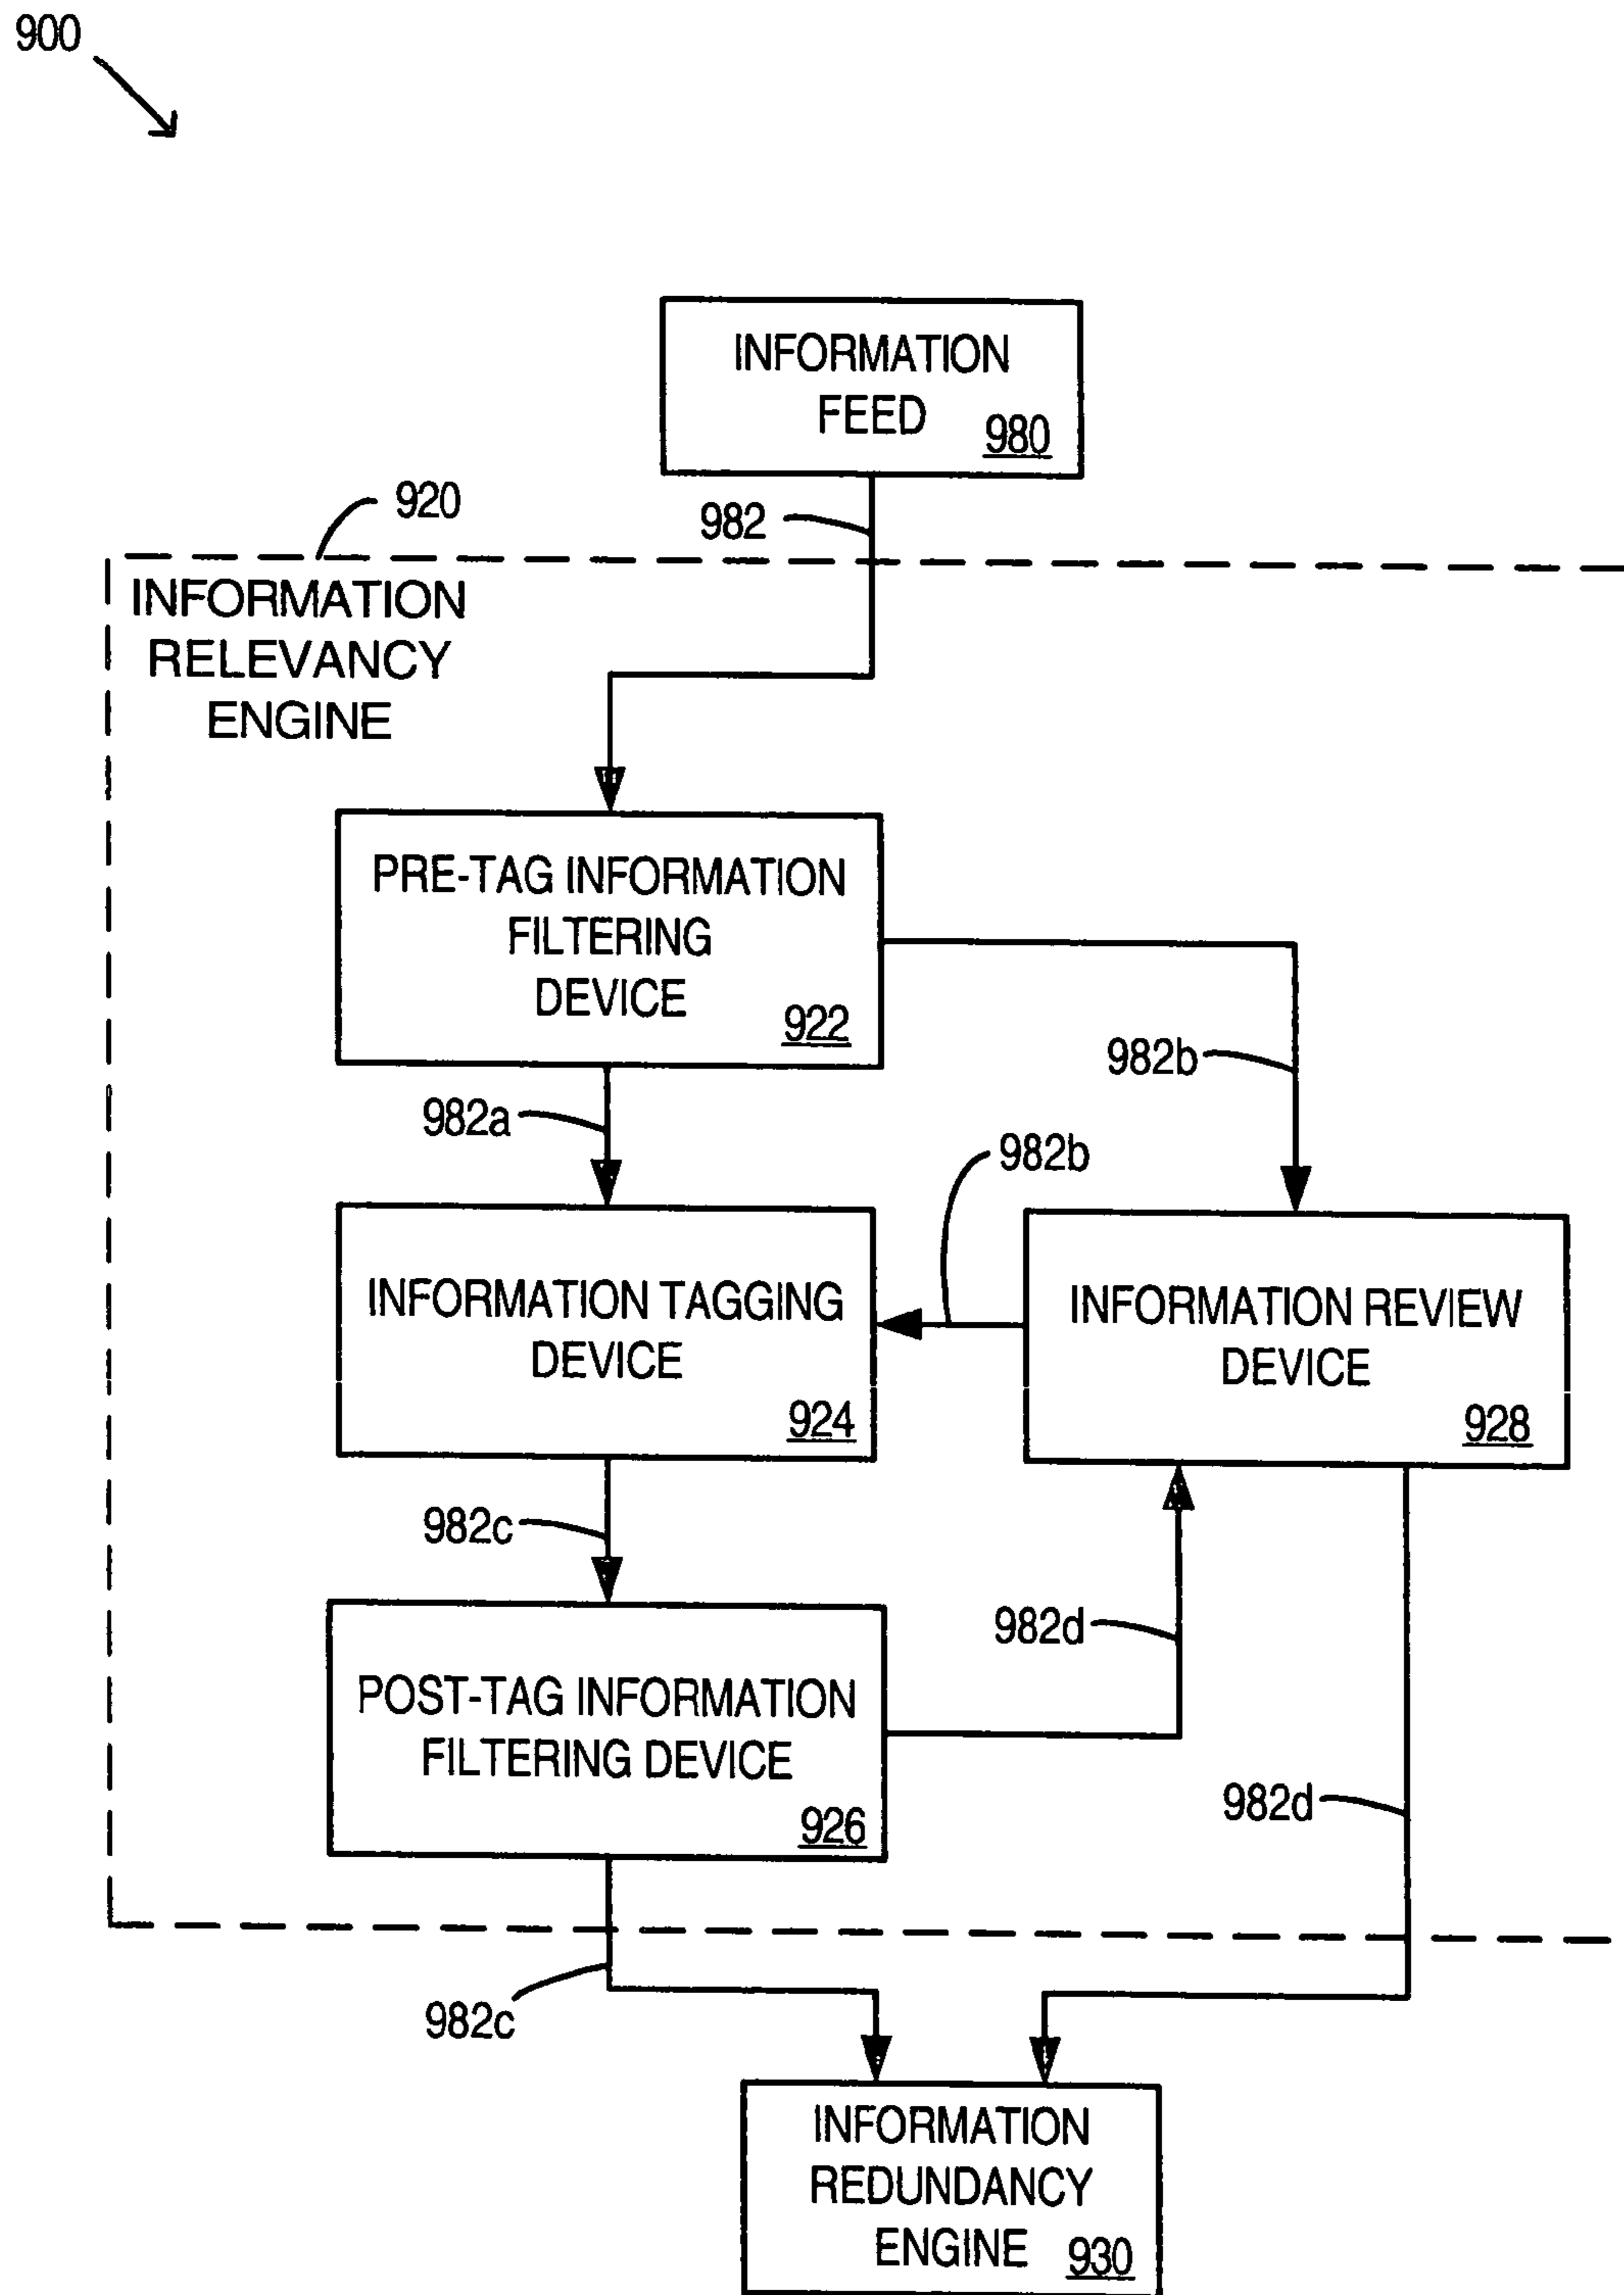 900
INFORMATION
FEED
980
920
982
INFORMATION
RELEVANCY
ENGINE
PRE-TAG INFORMATION
FILTERING
DEVICE
922
982b
982a
982b
INFORMATION TAGGING
DEVICE
924
INFORMATION REVIEW
DEVICE
928
982c
982d
POST-TAG INFORMATION
FILTERING DEVICE
926
982d
982c
INFORMATION
REDUNDANCY
ENGINE
930